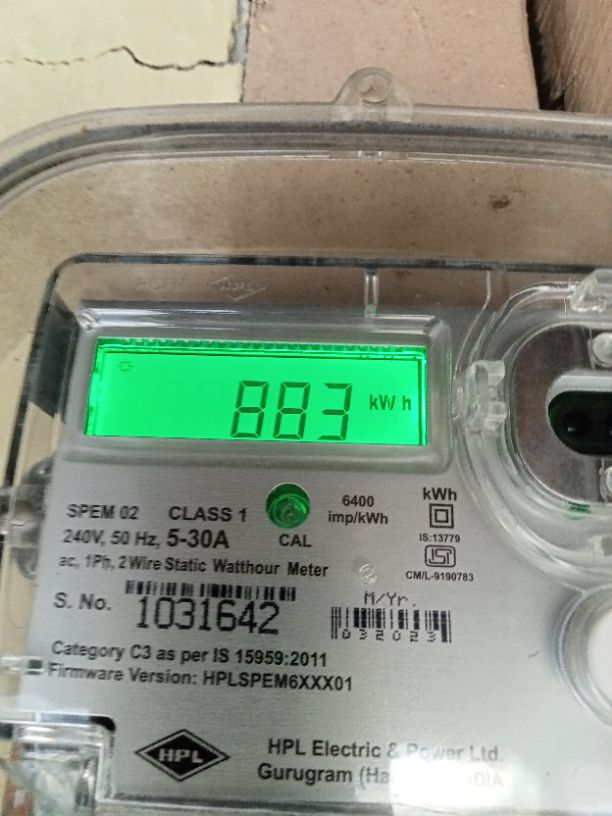 883 kWh
SPEM 02 CLASS 1
240V, 50 Hz, 5-30A
ac, 1Ph, 2 Wire Static Watthour Meter
CAL
6400
imp/kWh
kWh
IS:13779
ISI
CM/L-9190783
S. No. 1031642
M/Yr.
032023
Category C3 as per IS 15959:2011
Firmware Version: HPLSPEM6XXX01
HPL
HPL Electric & Power Ltd.
Gurugram